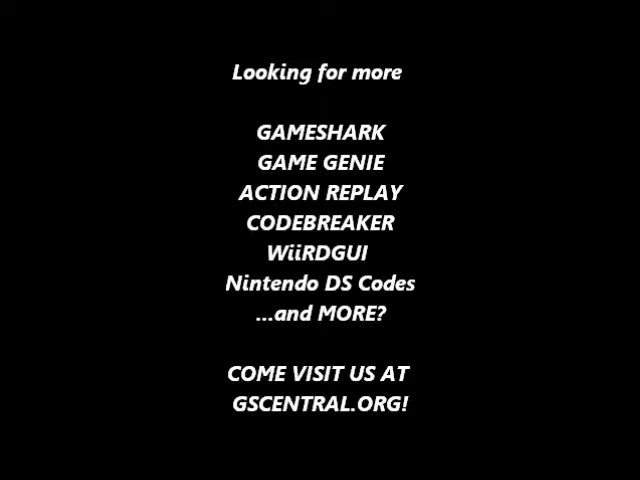 Looking for more
GAMESHARK
GAME GENIE
ACTION REPLAY
CODEBREAKER
WiiRDGUI
Nintendo DS Codes
...and MORE?
COME VISIT US AT
GSCENTRAL.ORG!